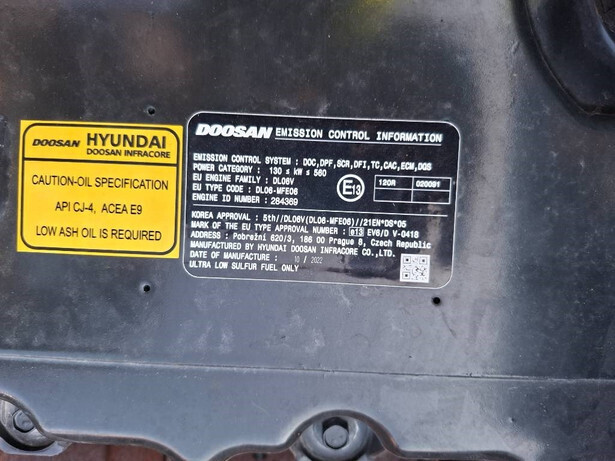 DOOSAN HYUNDAI
DOOSAN INFRACORE
CAUTION-OIL SPECIFICATION
API CJ-4, ACEA E9
LOW ASH OIL IS REQUIRED
DOOSAN EMISSION CONTROL INFORMATION
EMISSION CONTROL SYSTEM : DOC,DPF,SCR,DFI,TC,CAC,ECM,DQS
POWER CATEGORY : 130 ≤ kW ≤ 560
EU ENGINE FAMILY : DL06V
EU TYPE CODE : DL06-MFE06
ENGINE ID NUMBER : 284369
E13
120R 020091
KOREA APPROVAL : 5th//DL06V(DL06-MFE06)//21EH*DS*05
MARK OF THE EU TYPE APPROVAL NUMBER : e13 EV6/D V-0418
ADDRESS : Pobrežni 620/3, 186 00 Prague 8, Czech Republic
MANUFACTURED BY HYUNDAI DOOSAN INFRACORE CO.,LTD.
DATE OF MANUFACTURE : 10 / 2022
ULTRA LOW SULFUR FUEL ONLY